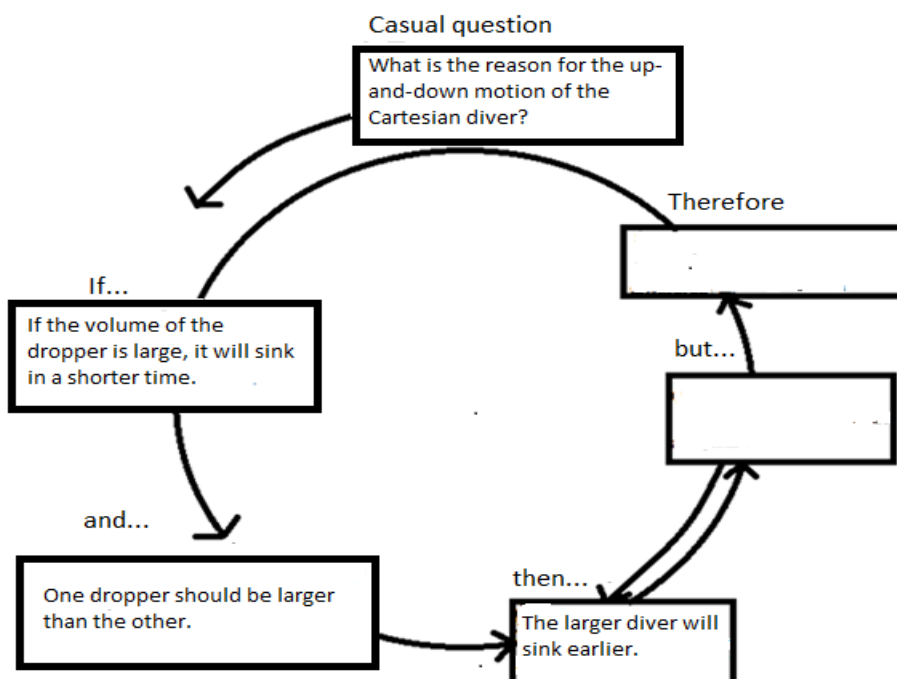 Casual question
What is the reason for the up-
and-down motion of the
Cartesian diver?
Therefore
If...
If the volume of the
dropper is large, it will sink
in a shorter time.
but...
and...
One dropper should be larger
than the other.
then...
The larger diver will
sink earlier.